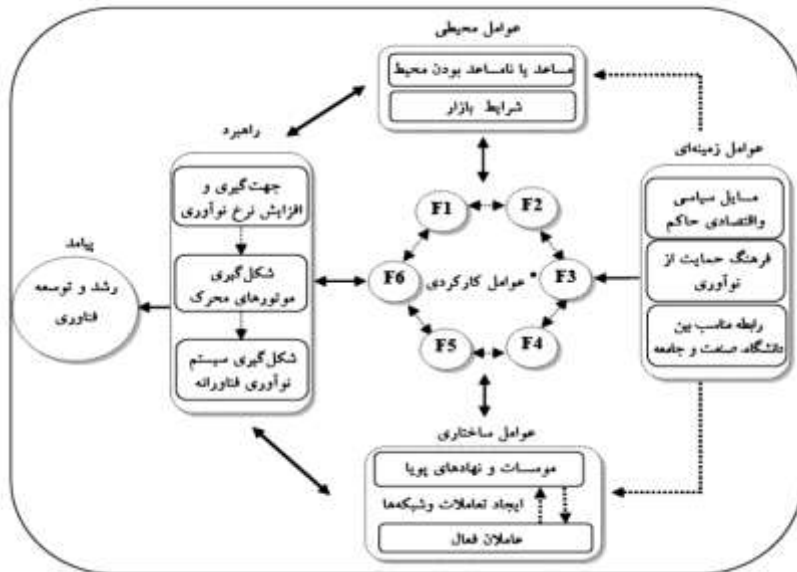 عوامل محیطی
مساعد یا نامساعد بودن محیط
شرایط بازار
عوامل زمینه‌ای
مسایل سیاسی
واقتصادی حاکم
فرهنگ حمایت از
نوآوری
رابطه مناسب بین
دانشگاه، صنعت و جامعه
F1
F2
F3
* عوامل کارکردی
F6
F5
F4
راهبرد
جهت‌گیری و
افزایش نرخ نوآوری
شکل‌گیری
موتورهای محرک
شکل‌گیری سیستم
نوآوری فناورانه
پیامد
رشد و توسعه
فناوری
عوامل ساختاری
موسسات و نهادهای پویا
ایجاد تعاملات وشبکه‌ها
عاملان فعال